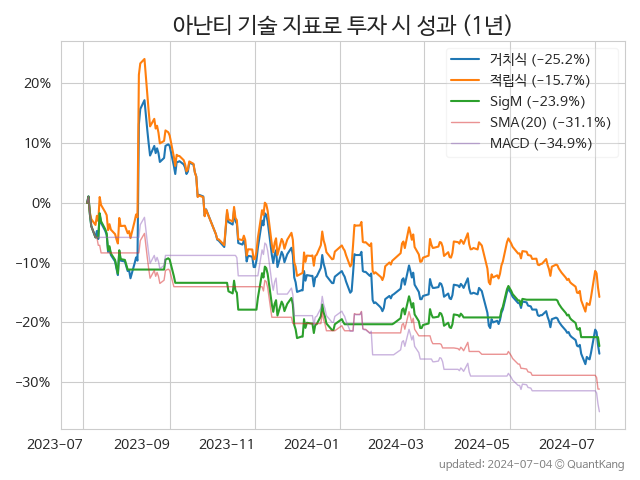 아난티 기술 지표로 투자 시 성과 (1년)
거치식 (−25.2%)
적립식 (−15.7%)
SigM (−23.9%)
SMA(20) (−31.1%)
MACD (−34.9%)
20%
10%
0%
−10%
−20%
−30%
2023-07
2023-09
2023-11
2024-01
2024-03
2024-05
2024-07
updated: 2024-07-04 ⓒ QuantKang